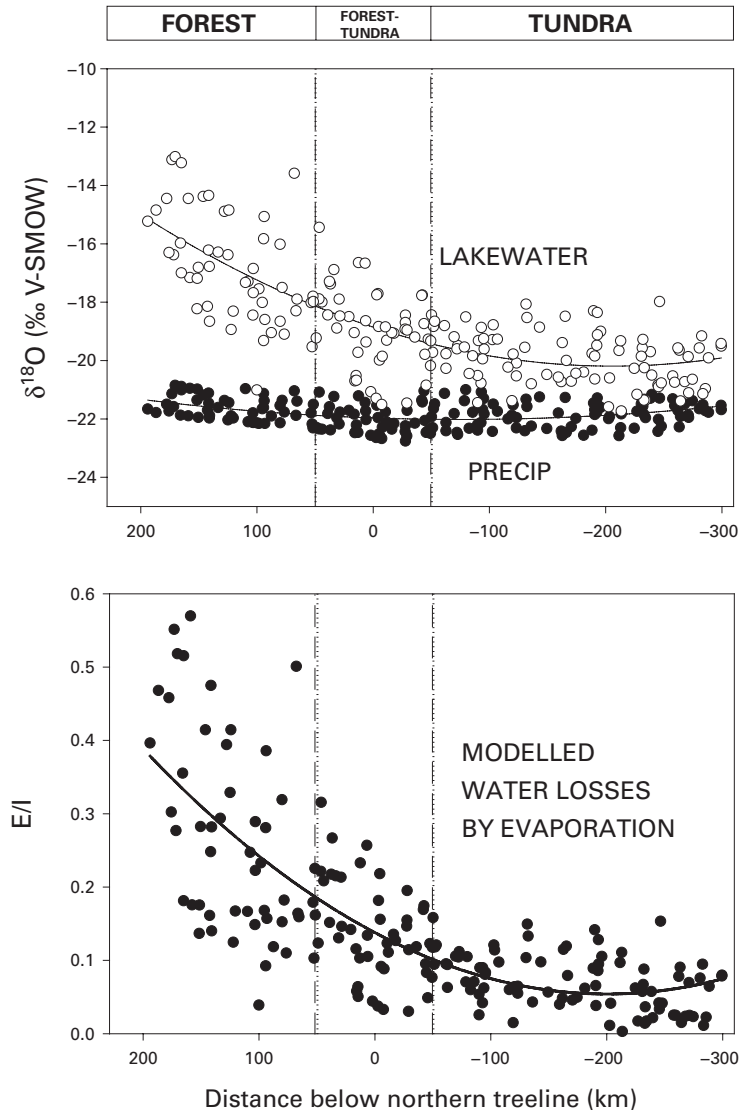 FOREST
FOREST-
TUNDRA
TUNDRA
−10
−12
−14
−16
−18
−20
−22
−24
δ18O (‰ V-SMOW)
LAKEWATER
PRECIP
200 100 0 −100 −200 −300
0.6
0.5
0.4
0.3
0.2
0.1
0.0
E/I
MODELLED
WATER LOSSES
BY EVAPORATION
200 100 0 −100 −200 −300
Distance below northern treeline (km)